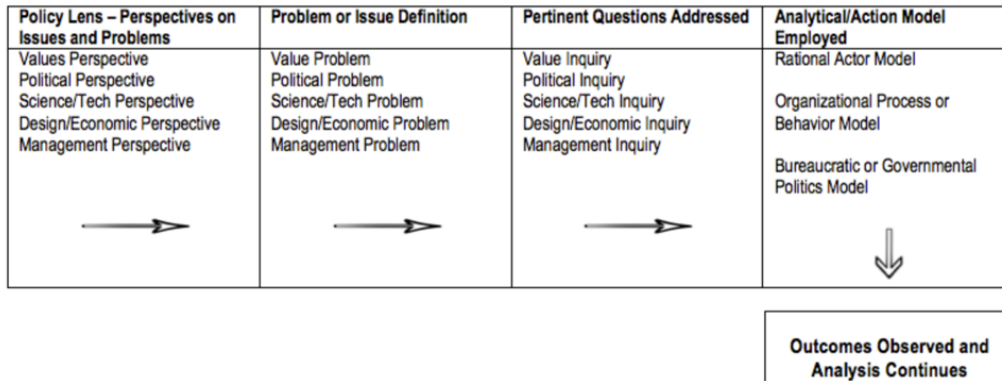 Policy Lens – Perspectives on
Issues and Problems
Values Perspective
Political Perspective
Science/Tech Perspective
Design/Economic Perspective
Management Perspective
Problem or Issue Definition
Value Problem
Political Problem
Science/Tech Problem
Design/Economic Problem
Management Problem
Pertinent Questions Addressed
Value Inquiry
Political Inquiry
Science/Tech Inquiry
Design/Economic Inquiry
Management Inquiry
Analytical/Action Model
Employed
Rational Actor Model
Organizational Process or
Behavior Model
Bureaucratic or Governmental
Politics Model
Outcomes Observed and
Analysis Continues